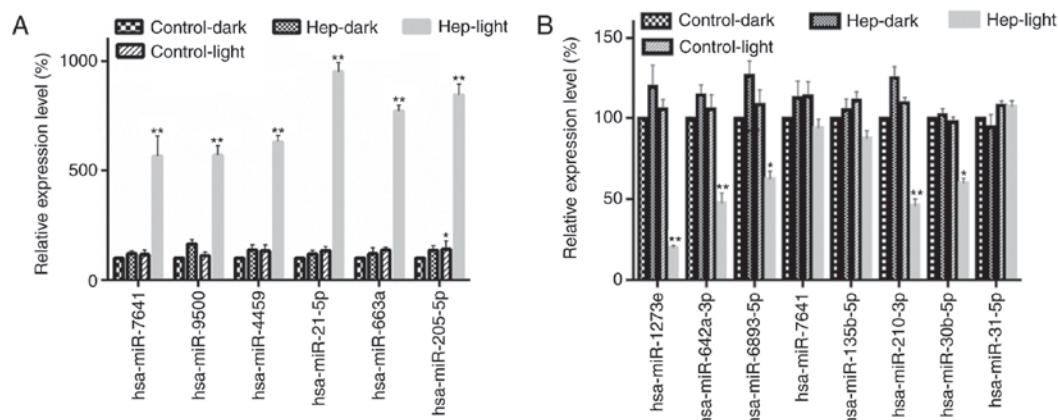 A
Control-dark Hep-dark Hep-light
Control-light
Relative expression level (%)
1000
500
0
** ** ** ** ** * **
hsa-miR-7641
hsa-miR-9500
hsa-miR-4459
hsa-miR-21-5p
hsa-miR-663a
hsa-miR-205-5p
B
Control-dark Hep-dark Hep-light
Control-light
Relative expression level (%)
150
100
50
0
** ** * ** *
hsa-miR-1273e
hsa-miR-642a-3p
hsa-miR-6893-5p
hsa-miR-7641
hsa-miR-135b-5p
hsa-miR-210-3p
hsa-miR-30b-5p
hsa-miR-31-5p